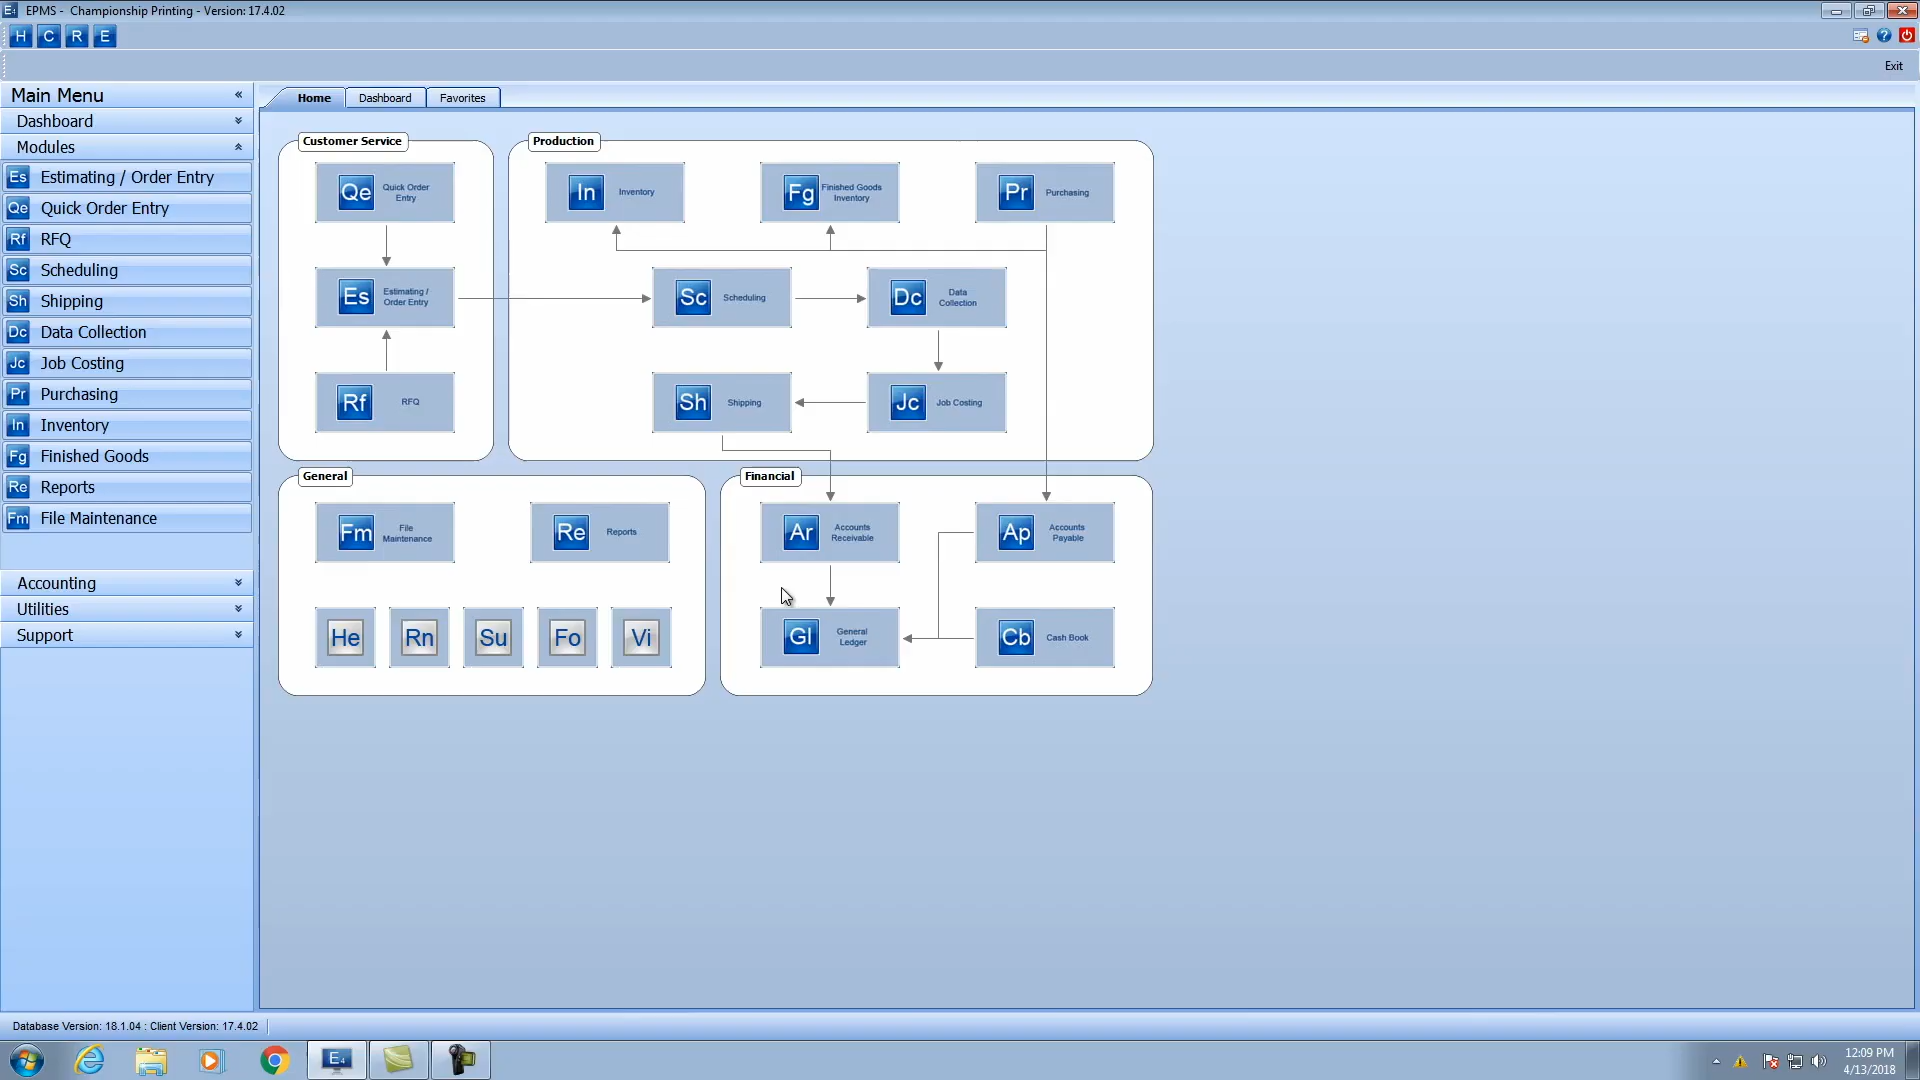 E4 EPMS - Championship Printing - Version: 17.4.02
H C R E
Exit
Main Menu
Dashboard
Modules
Es Estimating / Order Entry
Qe Quick Order Entry
Rf RFQ
Sc Scheduling
Sh Shipping
Dc Data Collection
Jc Job Costing
Pr Purchasing
In Inventory
Fg Finished Goods
Re Reports
Fm File Maintenance
Accounting
Utilities
Support
Home Dashboard Favorites
Customer Service
Qe Quick Order
Entry
Es Estimating /
Order Entry
Rf RFQ
Production
In Inventory
Fg Finished Goods
Inventory
Pr Purchasing
Sc Scheduling
Dc Data
Collection
Sh Shipping
Jc Job Costing
General
Fm File
Maintenance
Re Reports
He Rn Su Fo Vi
Financial
Ar Accounts
Receivable
Ap Accounts
Payable
Gl General
Ledger
Cb Cash Book
Database Version: 18.1.04 : Client Version: 17.4.02
E4
12:09 PM
4/13/2018